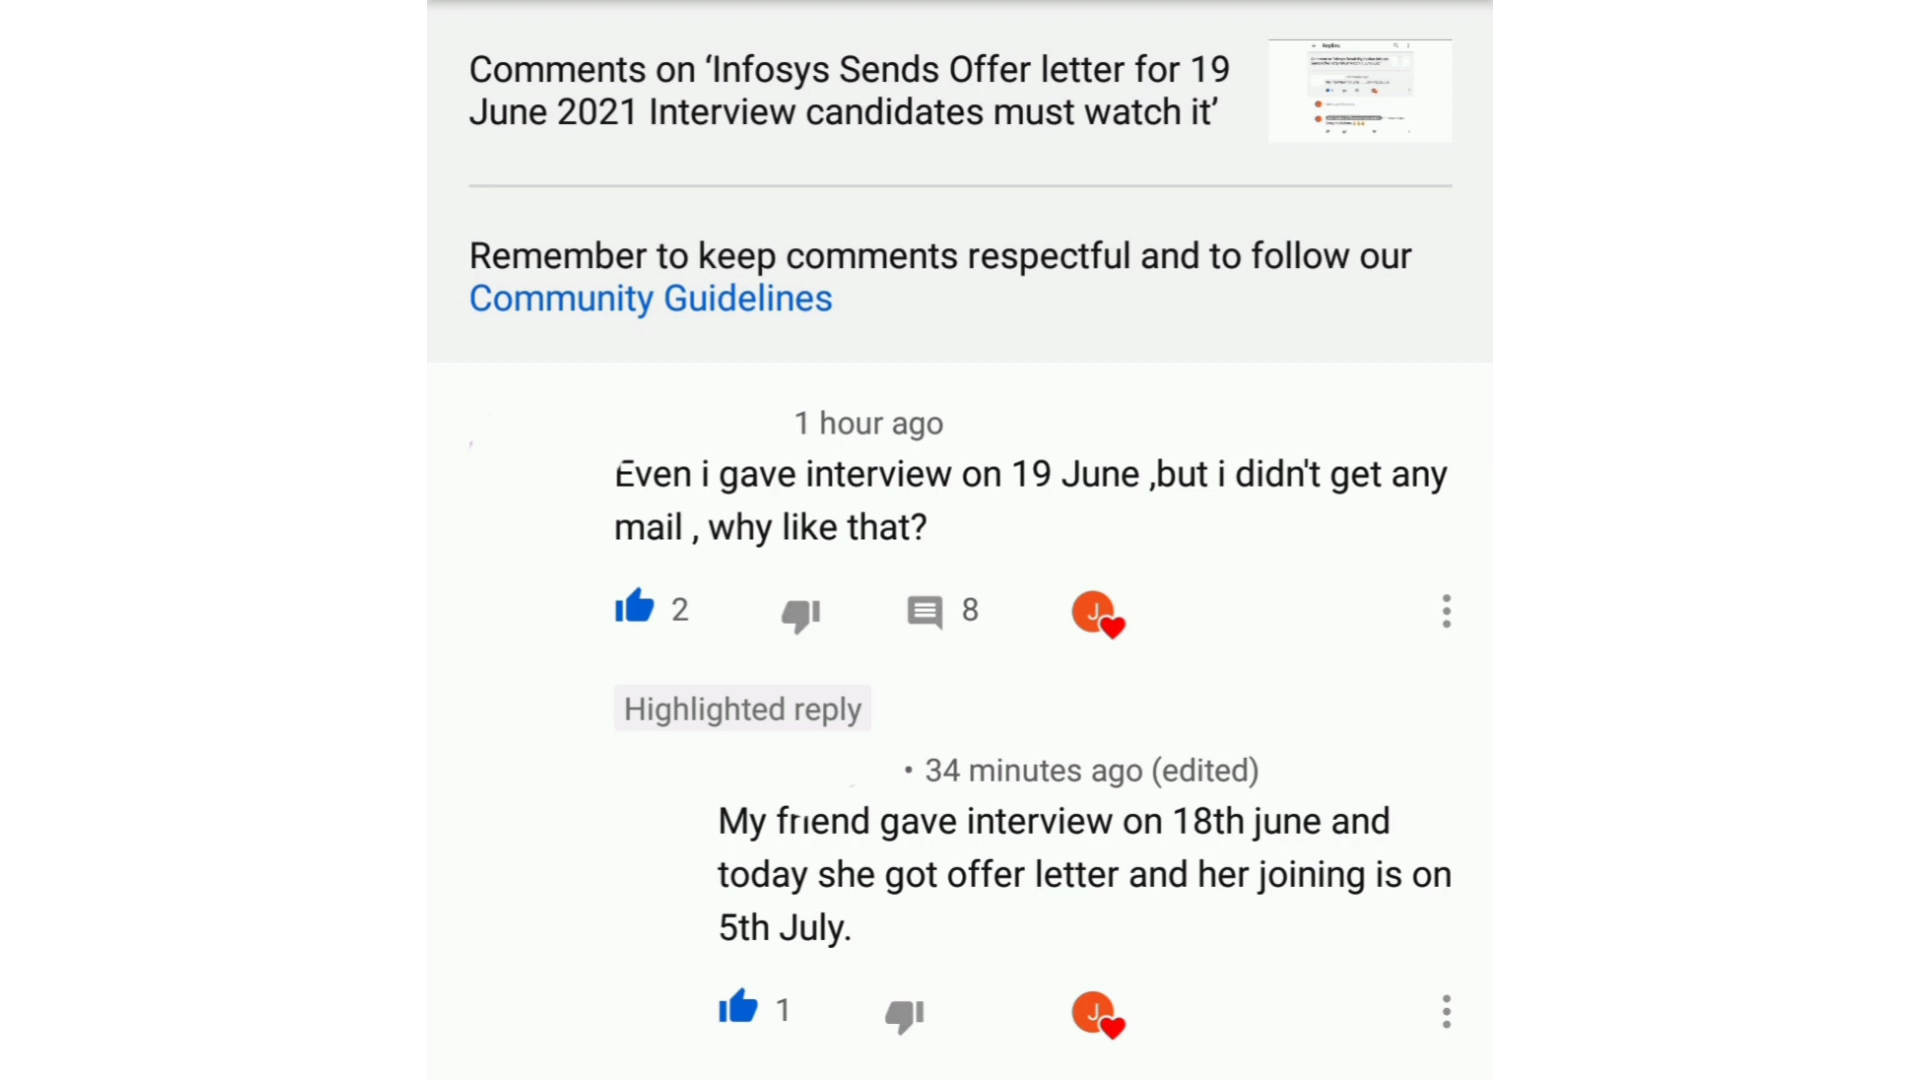 Comments on ‘Infosys Sends Offer letter for 19
June 2021 Interview candidates must watch it’
Replies
Remember to keep comments respectful and to follow our
Community Guidelines
1 hour ago
Even i gave interview on 19 June ,but i didn't get any
mail , why like that?
2
8
J
Highlighted reply
• 34 minutes ago (edited)
My friend gave interview on 18th june and
today she got offer letter and her joining is on
5th July.
1
J